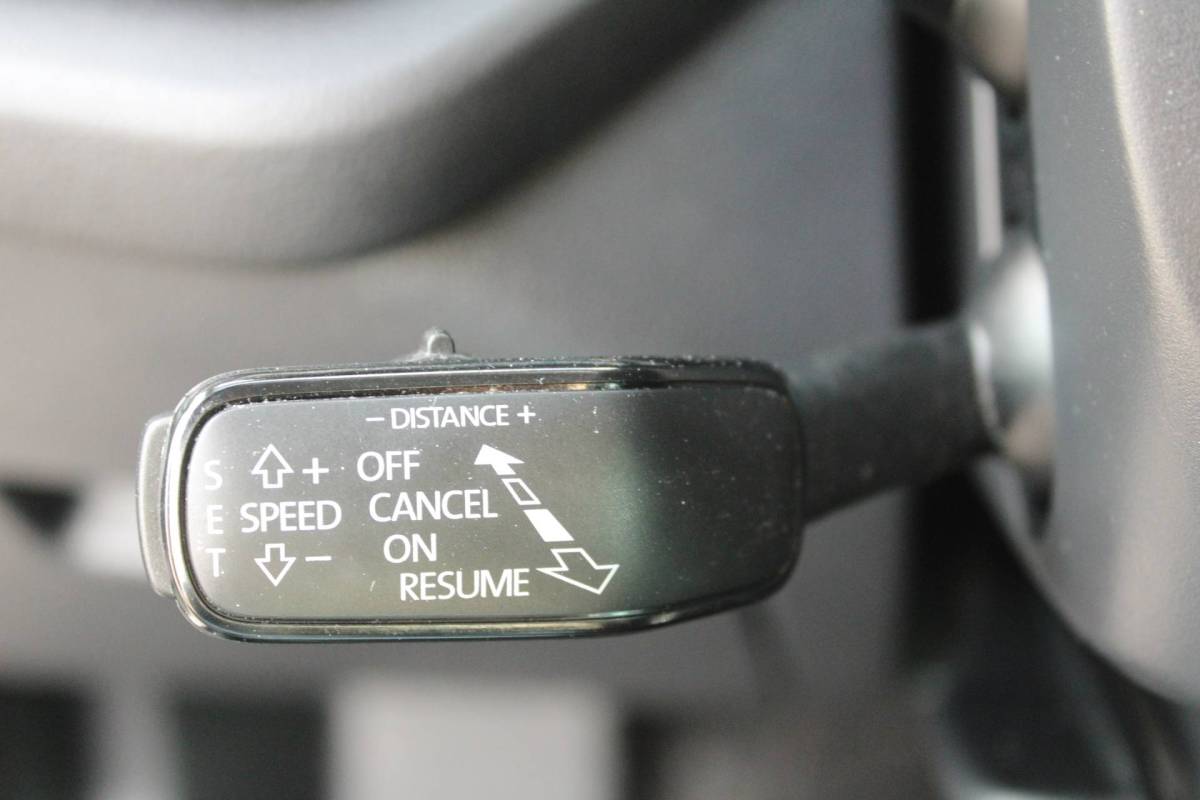 − DISTANCE +
S + OFF
E SPEED CANCEL
T − ON
RESUME